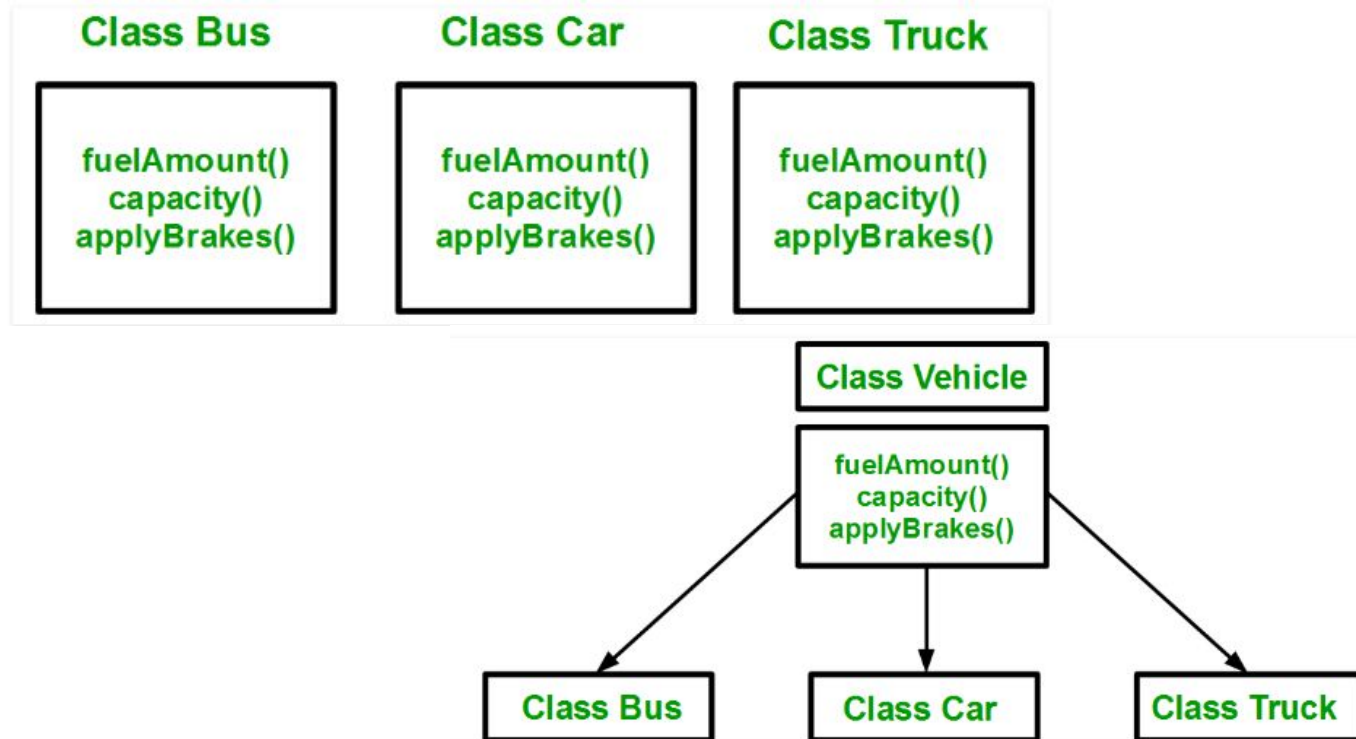 Class Bus
Class Car
Class Truck
fuelAmount()
capacity()
applyBrakes()
fuelAmount()
capacity()
applyBrakes()
fuelAmount()
capacity()
applyBrakes()
Class Vehicle
fuelAmount()
capacity()
applyBrakes()
Class Bus
Class Car
Class Truck